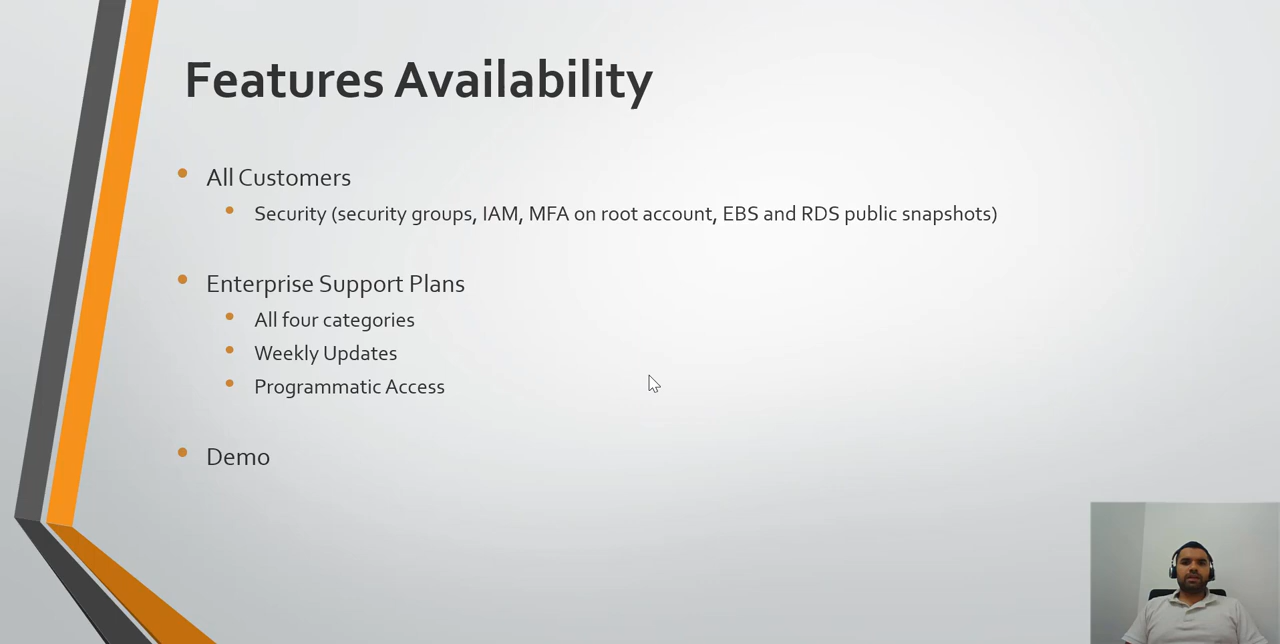 Features Availability
All Customers
Security (security groups, IAM, MFA on root account, EBS and RDS public snapshots)
Enterprise Support Plans
All four categories
Weekly Updates
Programmatic Access
Demo